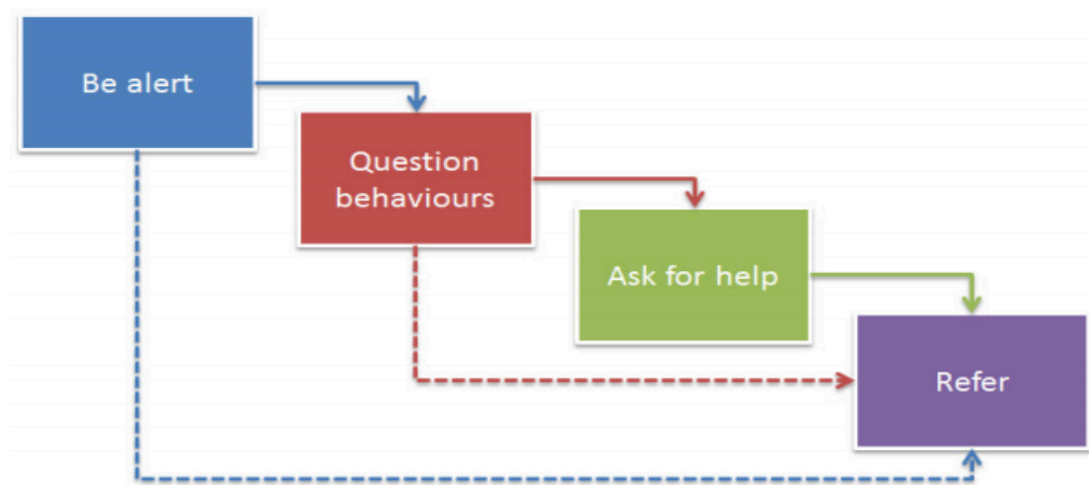 Be alert
Question
behaviours
Ask for help
Refer